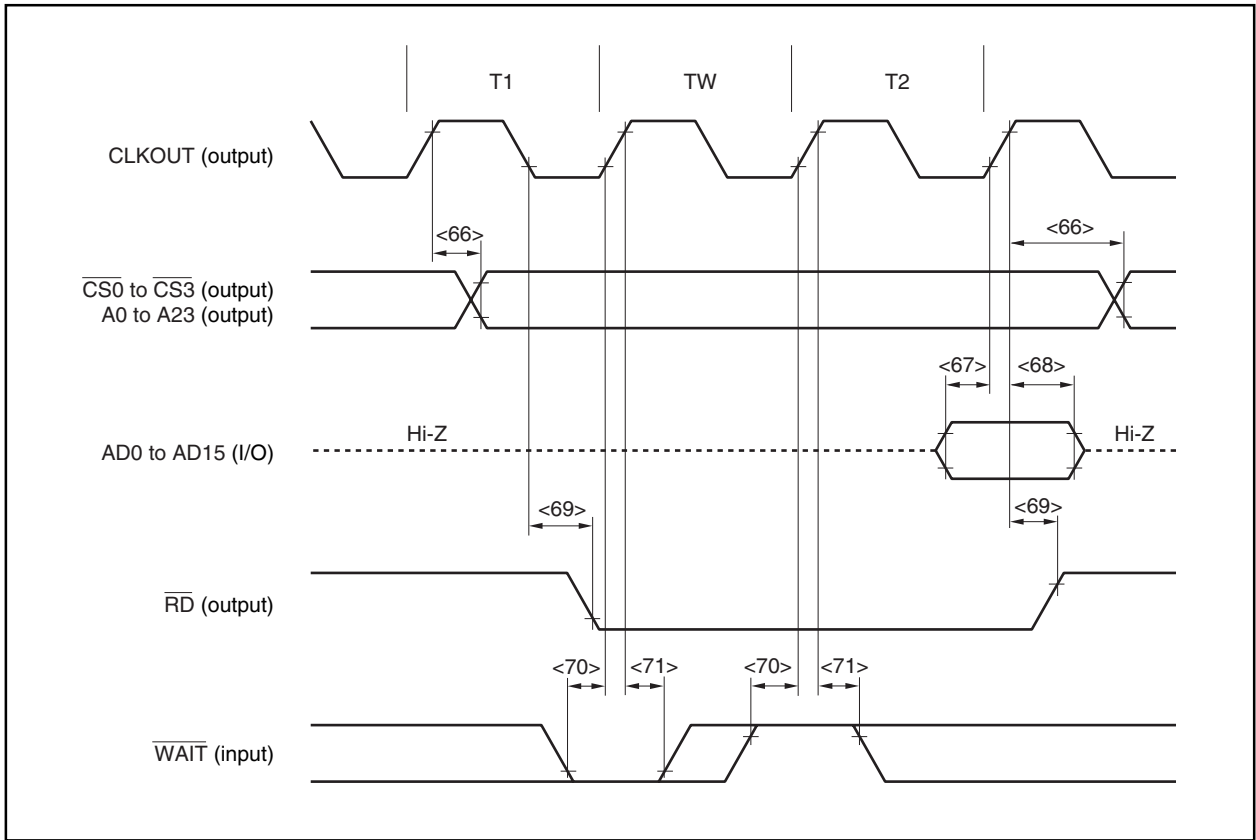 T1 TW T2
CLKOUT (output)
<66> <66>
CS0 to CS3 (output)
A0 to A23 (output)
<67> <68>
Hi-Z Hi-Z
AD0 to AD15 (I/O)
<69> <69>
RD (output)
<70> <71> <70> <71>
WAIT (input)